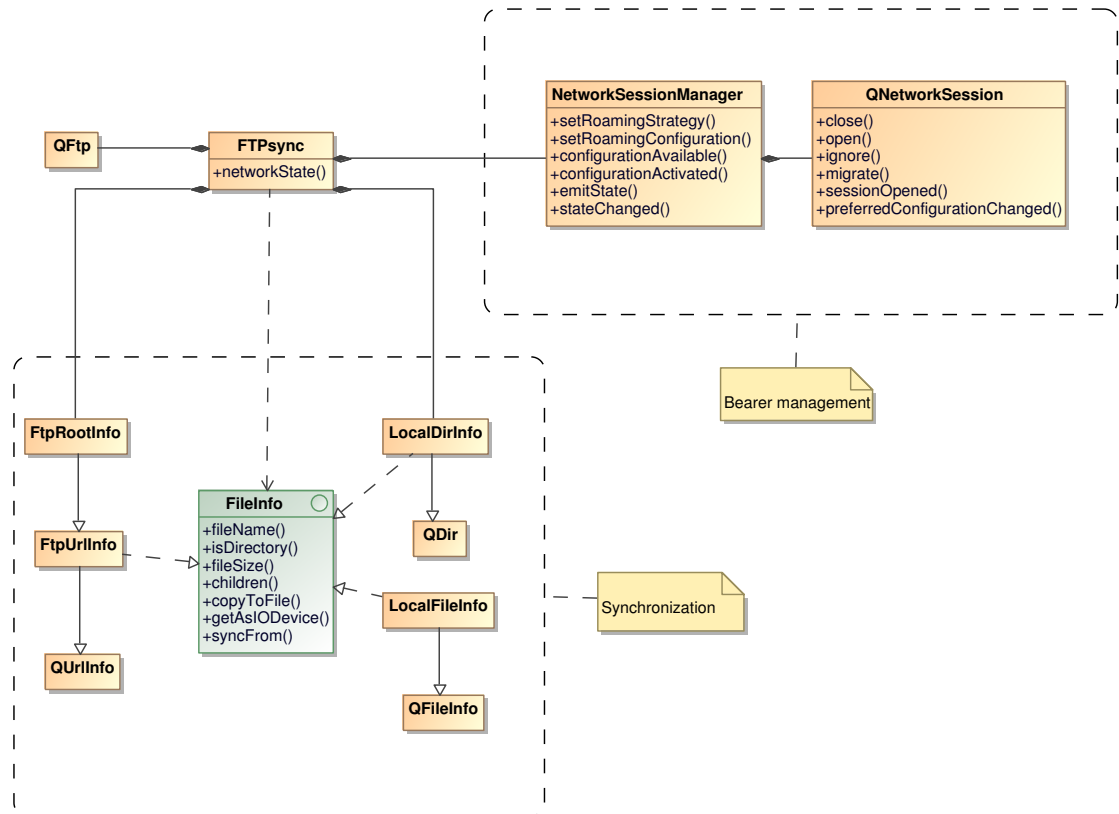 NetworkSessionManager
+setRoamingStrategy()
+setRoamingConfiguration()
+configurationAvailable()
+configurationActivated()
+emitState()
+stateChanged()
QNetworkSession
+close()
+open()
+ignore()
+migrate()
+sessionOpened()
+preferredConfigurationChanged()
QFtp
FTPsync
+networkState()
Bearer management
FtpRootInfo
LocalDirInfo
FileInfo
+fileName()
+isDirectory()
+fileSize()
+children()
+copyToFile()
+getAsIODevice()
+syncFrom()
QDir
FtpUrlInfo
LocalFileInfo
Synchronization
QUrlInfo
QFileInfo